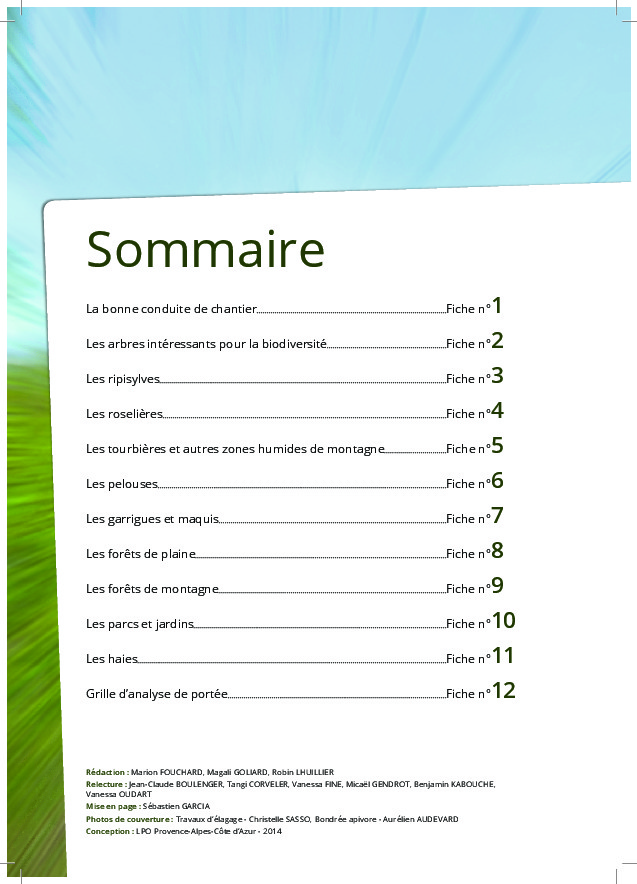 Sommaire
La bonne conduite de chantier Fiche n°1
Les arbres intéressants pour la biodiversité Fiche n°2
Les ripisylves Fiche n°3
Les roselières Fiche n°4
Les tourbières et autres zones humides de montagne Fiche n°5
Les pelouses Fiche n°6
Les garrigues et maquis Fiche n°7
Les forêts de plaine Fiche n°8
Les forêts de montagne Fiche n°9
Les parcs et jardins Fiche n°10
Les haies Fiche n°11
Grille d’analyse de portée Fiche n°12
Rédaction : Marion FOUCHARD, Magali GOLIARD, Robin LHUILLIER
Relecture : Jean-Claude BOULENGER, Tangi CORVELER, Vanessa FINE, Micaël GENDROT, Benjamin KABOUCHE,
Vanessa OUDART
Mise en page : Sébastien GARCIA
Photos de couverture : Travaux d’élagage - Christelle SASSO, Bondrée apivore - Aurélien AUDEVARD
Conception : LPO Provence-Alpes-Côte d’Azur - 2014